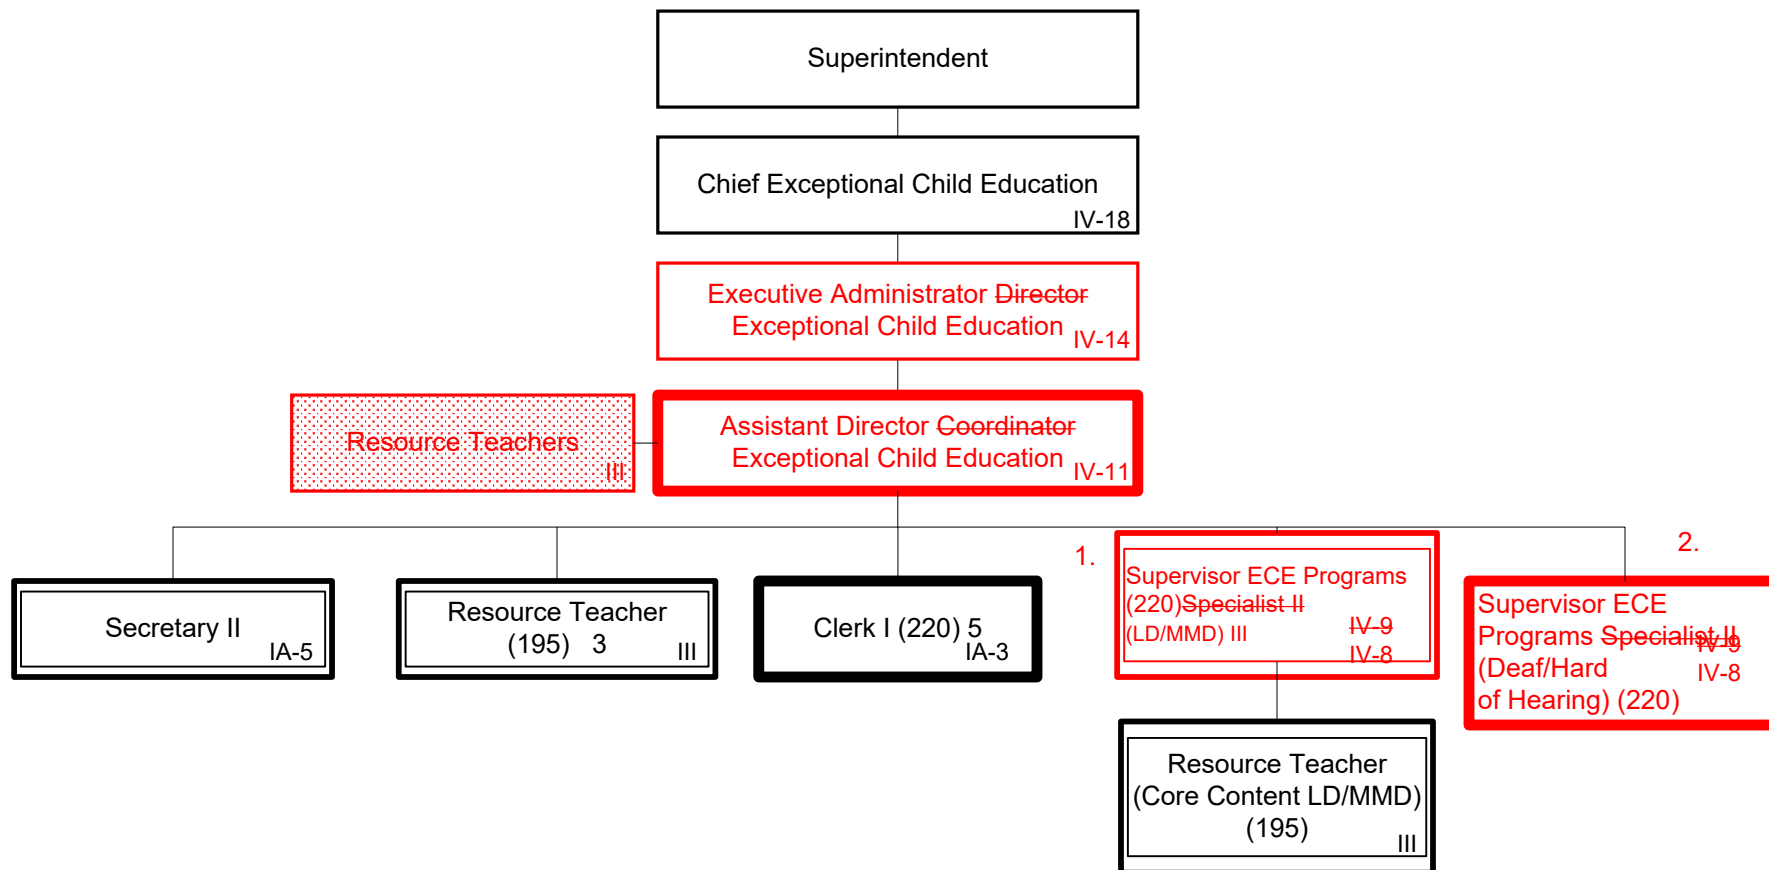 Superintendent
Chief Exceptional Child Education
IV-18
Executive Administrator Director
Exceptional Child Education
IV-14
Resource Teachers
III
Assistant Director Coordinator
Exceptional Child Education
IV-11
Secretary II
IA-5
Resource Teacher
(195) 3
III
Clerk I (220) 5
IA-3
1.
Supervisor ECE Programs
(220)Specialist II
(LD/MMD) III
IV-9
IV-8
2.
Supervisor ECE
Programs Specialist II
IV-9
(Deaf/Hard
IV-8
of Hearing) (220)
Resource Teacher
(Core Content LD/MMD)
(195)
III